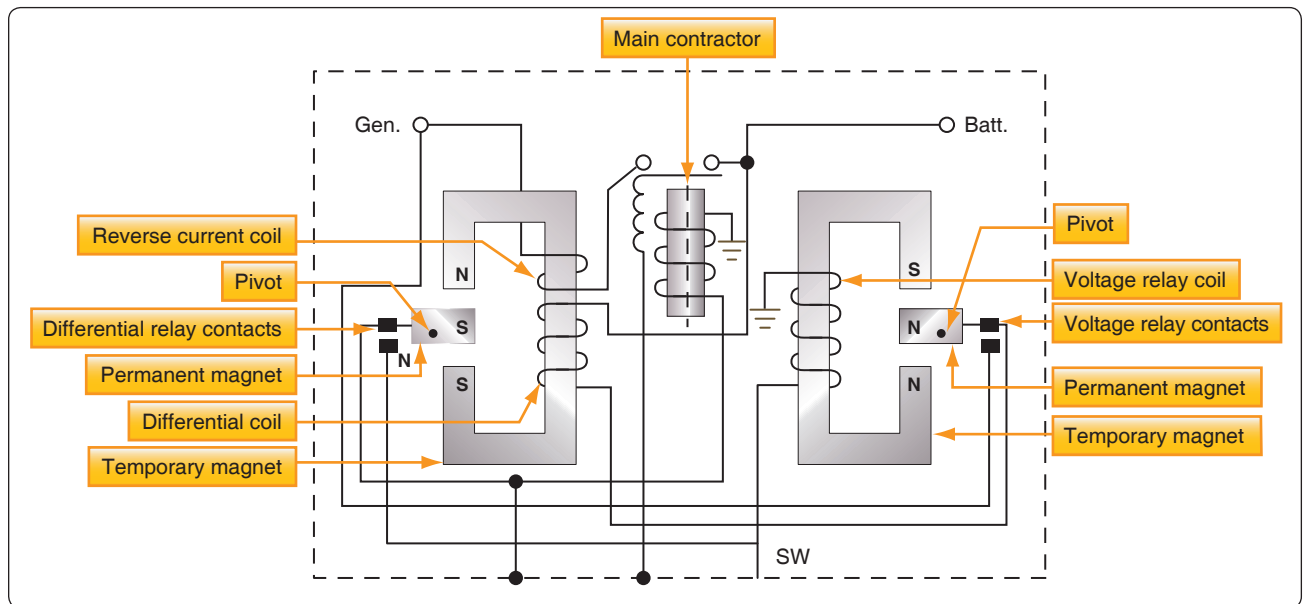 Main contractor
Gen.
Batt.
Reverse current coil
Pivot
Differential relay contacts
Permanent magnet
Differential coil
Temporary magnet
N
S
N
S
S
N
N
Pivot
Voltage relay coil
Voltage relay contacts
Permanent magnet
Temporary magnet
SW